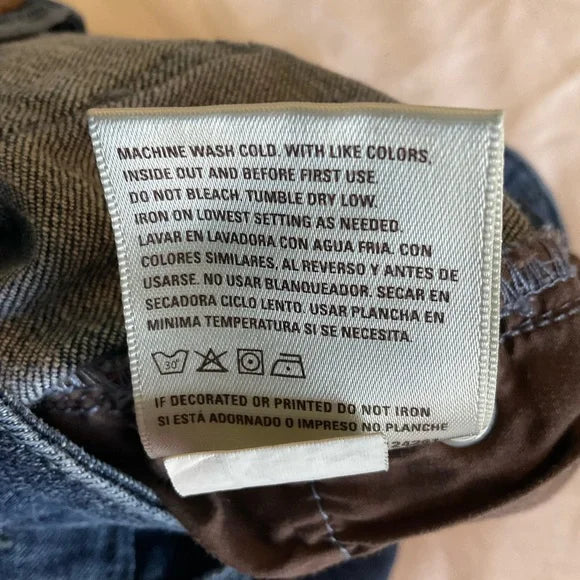 MACHINE WASH COLD. WITH LIKE COLORS,
INSIDE OUT AND BEFORE FIRST USE.
DO NOT BLEACH. TUMBLE DRY LOW.
IRON ON LOWEST SETTING AS NEEDED.
LAVAR EN LAVADORA CON AGUA FRIA. CON
COLORES SIMILARES, AL REVERSO Y ANTES DE
USARSE. NO USAR BLANQUEADOR. SECAR EN
SECADORA CICLO LENTO. USAR PLANCHA EN
MINIMA TEMPERATURA SI SE NECESITA.
30°
IF DECORATED OR PRINTED DO NOT IRON
SI ESTÁ ADORNADO O IMPRESO NO PLANCHE